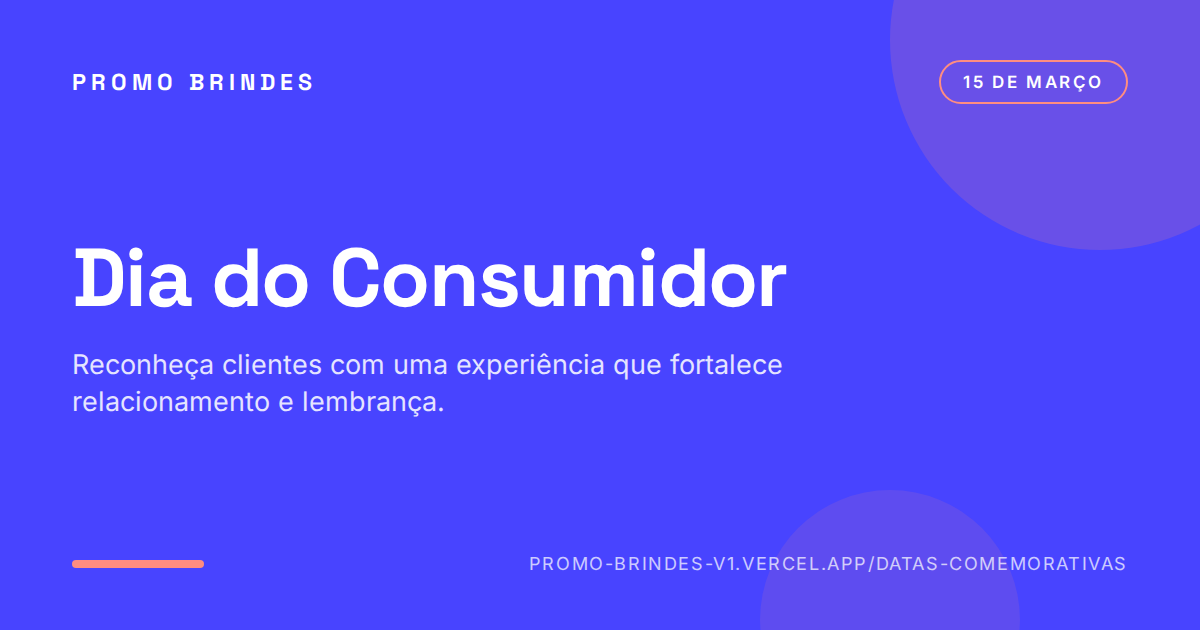 PROMO BRINDES
15 DE MARÇO
Dia do Consumidor
Reconheça clientes com uma experiência que fortalece
relacionamento e lembrança.
PROMO-BRINDES-V1.VERCEL.APP/DATAS-COMEMORATIVAS